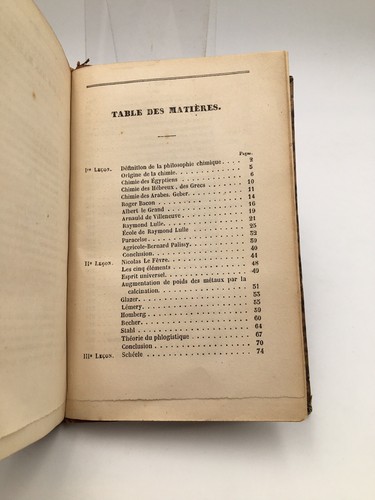 TABLE DES MATIÈRES.
Pages.
Ire Leçon. Définition de la philosophie chimique. . . . 2
Origine de la chimie. . . . . . . . . . . 5
Chimie des Égyptiens . . . . . . . . . . 6
Chimie des Hébreux, des Grecs . . . . . . 10
Chimie des Arabes. Geber. . . . . . . . . 11
Roger Bacon . . . . . . . . . . . . . 14
Albert le Grand . . . . . . . . . . . . 16
Arnauld de Villeneuve. . . . . . . . . . 19
Raymond Lulle. . . . . . . . . . . . . 21
École de Raymond Lulle . . . . . . . . . 25
Paracelse . . . . . . . . . . . . . .
Agricole-Bernard Palissy. . . . . . . . .
Conclusion. . . . . . . . . . . . . . 40
IIe Leçon. Nicolas Le Fèvre. . . . . . . . . . . . 44
Les cinq éléments . . . . . . . . . . . 48
Esprit universel. . . . . . . . . . . . 49
Augmentation de poids des métaux par la
calcination. . . . . . . . . . . . . 51
Glazer. . . . . . . . . . . . . . . 55
Lémery. . . . . . . . . . . . . . . 55
Homberg . . . . . . . . . . . . . . 59
Becher. . . . . . . . . . . . . . . 60
Stahl . . . . . . . . . . . . . . . 64
Théorie du phlogistique . . . . . . . . . 67
Conclusion . . . . . . . . . . . . . 70
IIIe Leçon. Schéele. . . . . . . . . . . . . . . 74